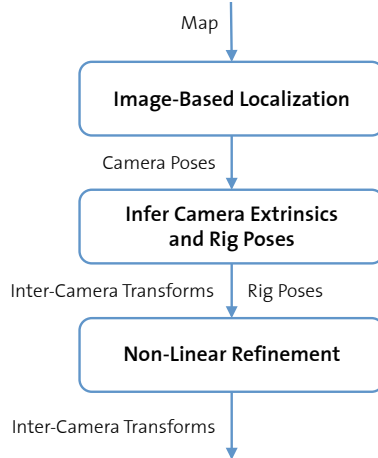 Map
Image-Based Localization
Camera Poses
Infer Camera Extrinsics
and Rig Poses
Inter-Camera Transforms Rig Poses
Non-Linear Refinement
Inter-Camera Transforms